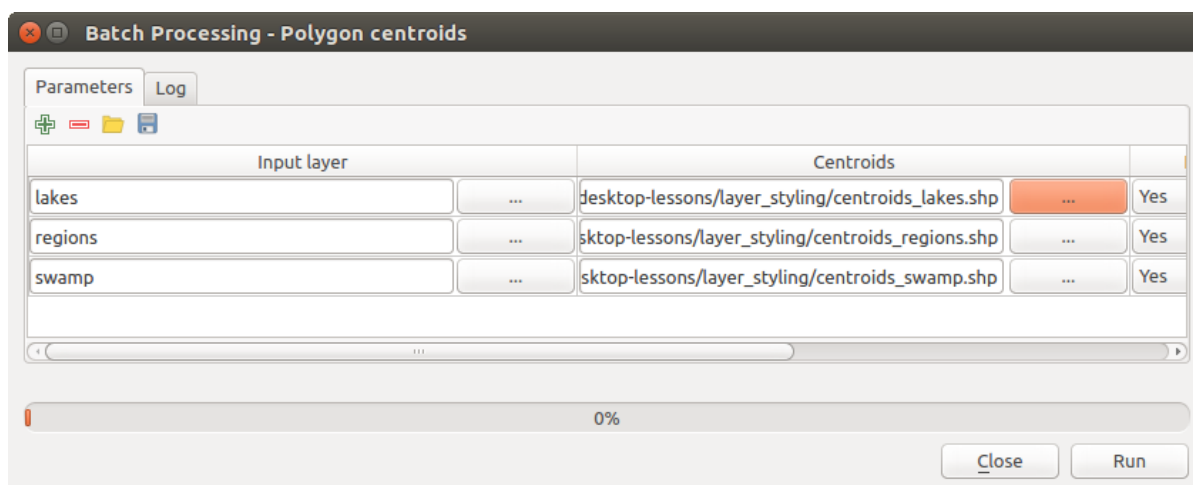 Batch Processing - Polygon centroids
Parameters Log
Input layer Centroids
lakes ... desktop-lessons/layer_styling/centroids_lakes.shp ... Yes
regions ... sktop-lessons/layer_styling/centroids_regions.shp ... Yes
swamp ... sktop-lessons/layer_styling/centroids_swamp.shp ... Yes
0%
Close Run